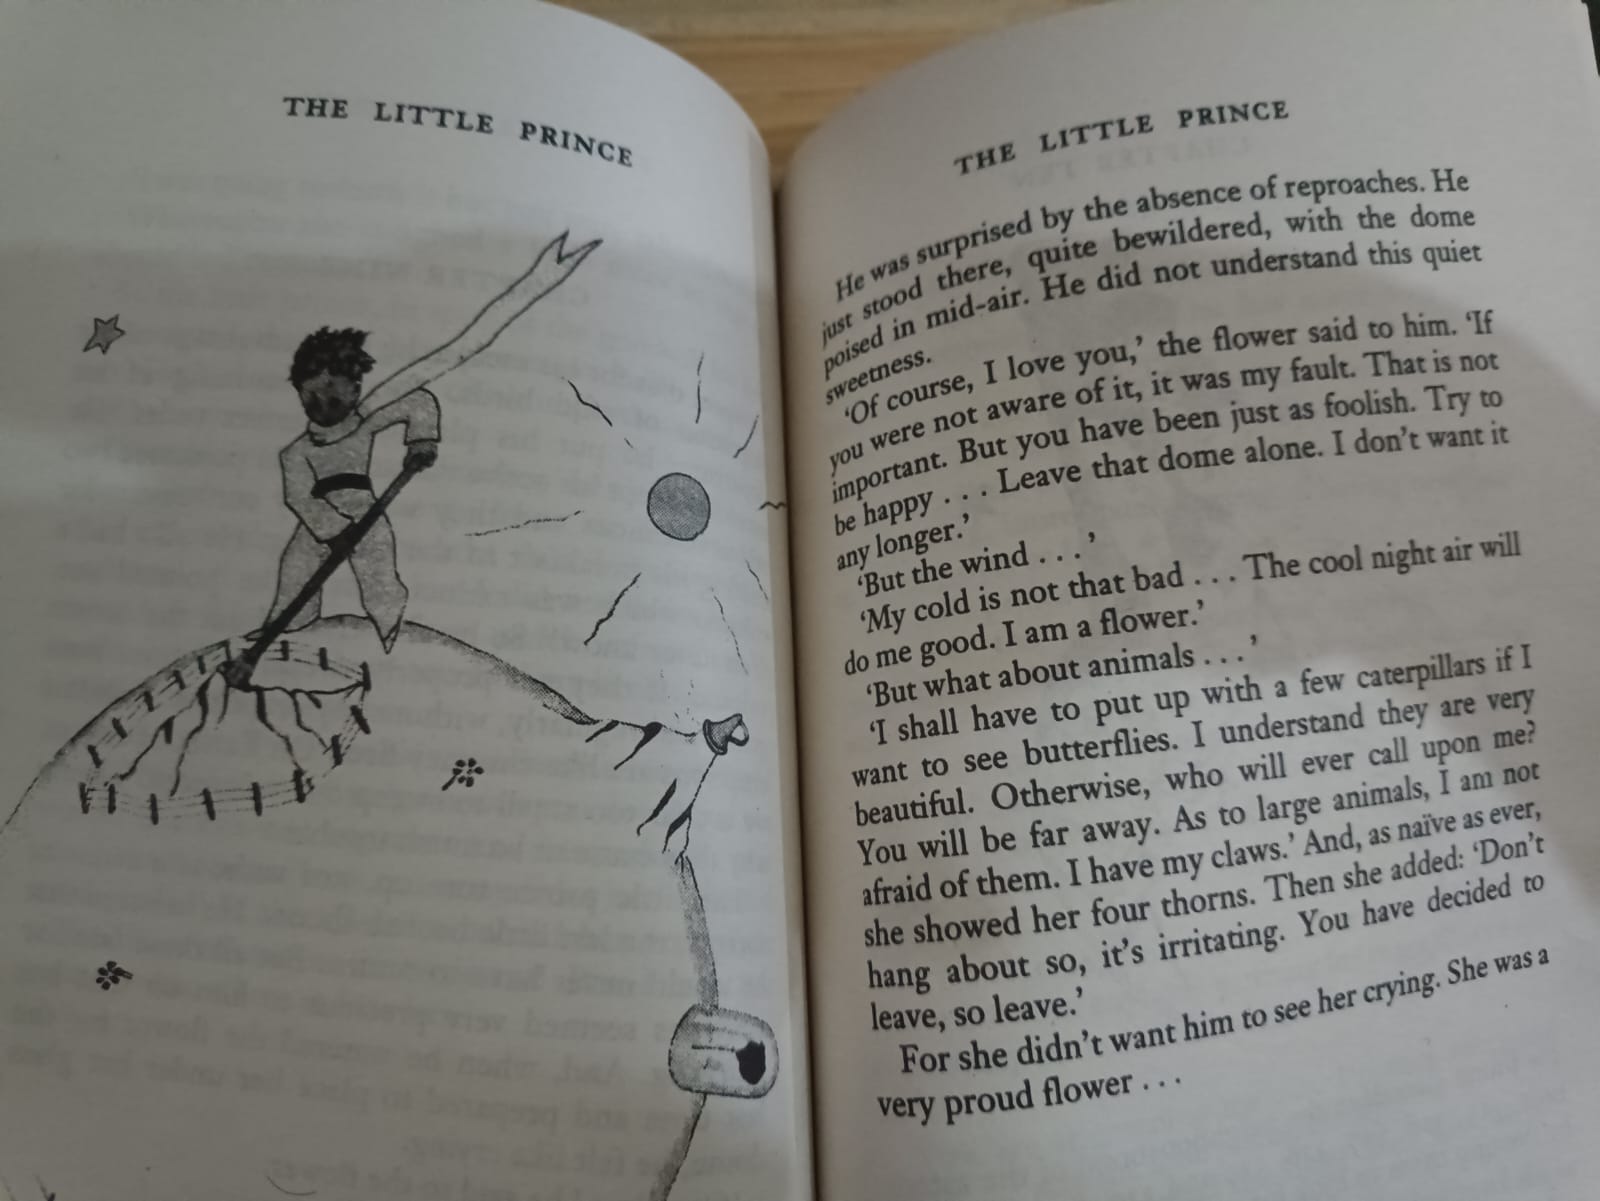 THE LITTLE PRINCE
THE LITTLE PRINCE
He was surprised by the absence of reproaches. He
just stood there, quite bewildered, with the dome
poised in mid-air. He did not understand this quiet
sweetness.
‘Of course, I love you,’ the flower said to him. ‘If
you were not aware of it, it was my fault. That is not
important. But you have been just as foolish. Try to
be happy . . . Leave that dome alone. I don’t want it
any longer.’
‘But the wind . . .’
‘My cold is not that bad . . . The cool night air will
do me good. I am a flower.’
‘But what about animals . . .’
‘I shall have to put up with a few caterpillars if I
want to see butterflies. I understand they are very
beautiful. Otherwise, who will ever call upon me?
You will be far away. As to large animals, I am not
afraid of them. I have my claws.’ And, as naïve as ever,
she showed her four thorns. Then she added: ‘Don’t
hang about so, it’s irritating. You have decided to
leave, so leave.’
For she didn’t want him to see her crying. She was a
very proud flower . . .